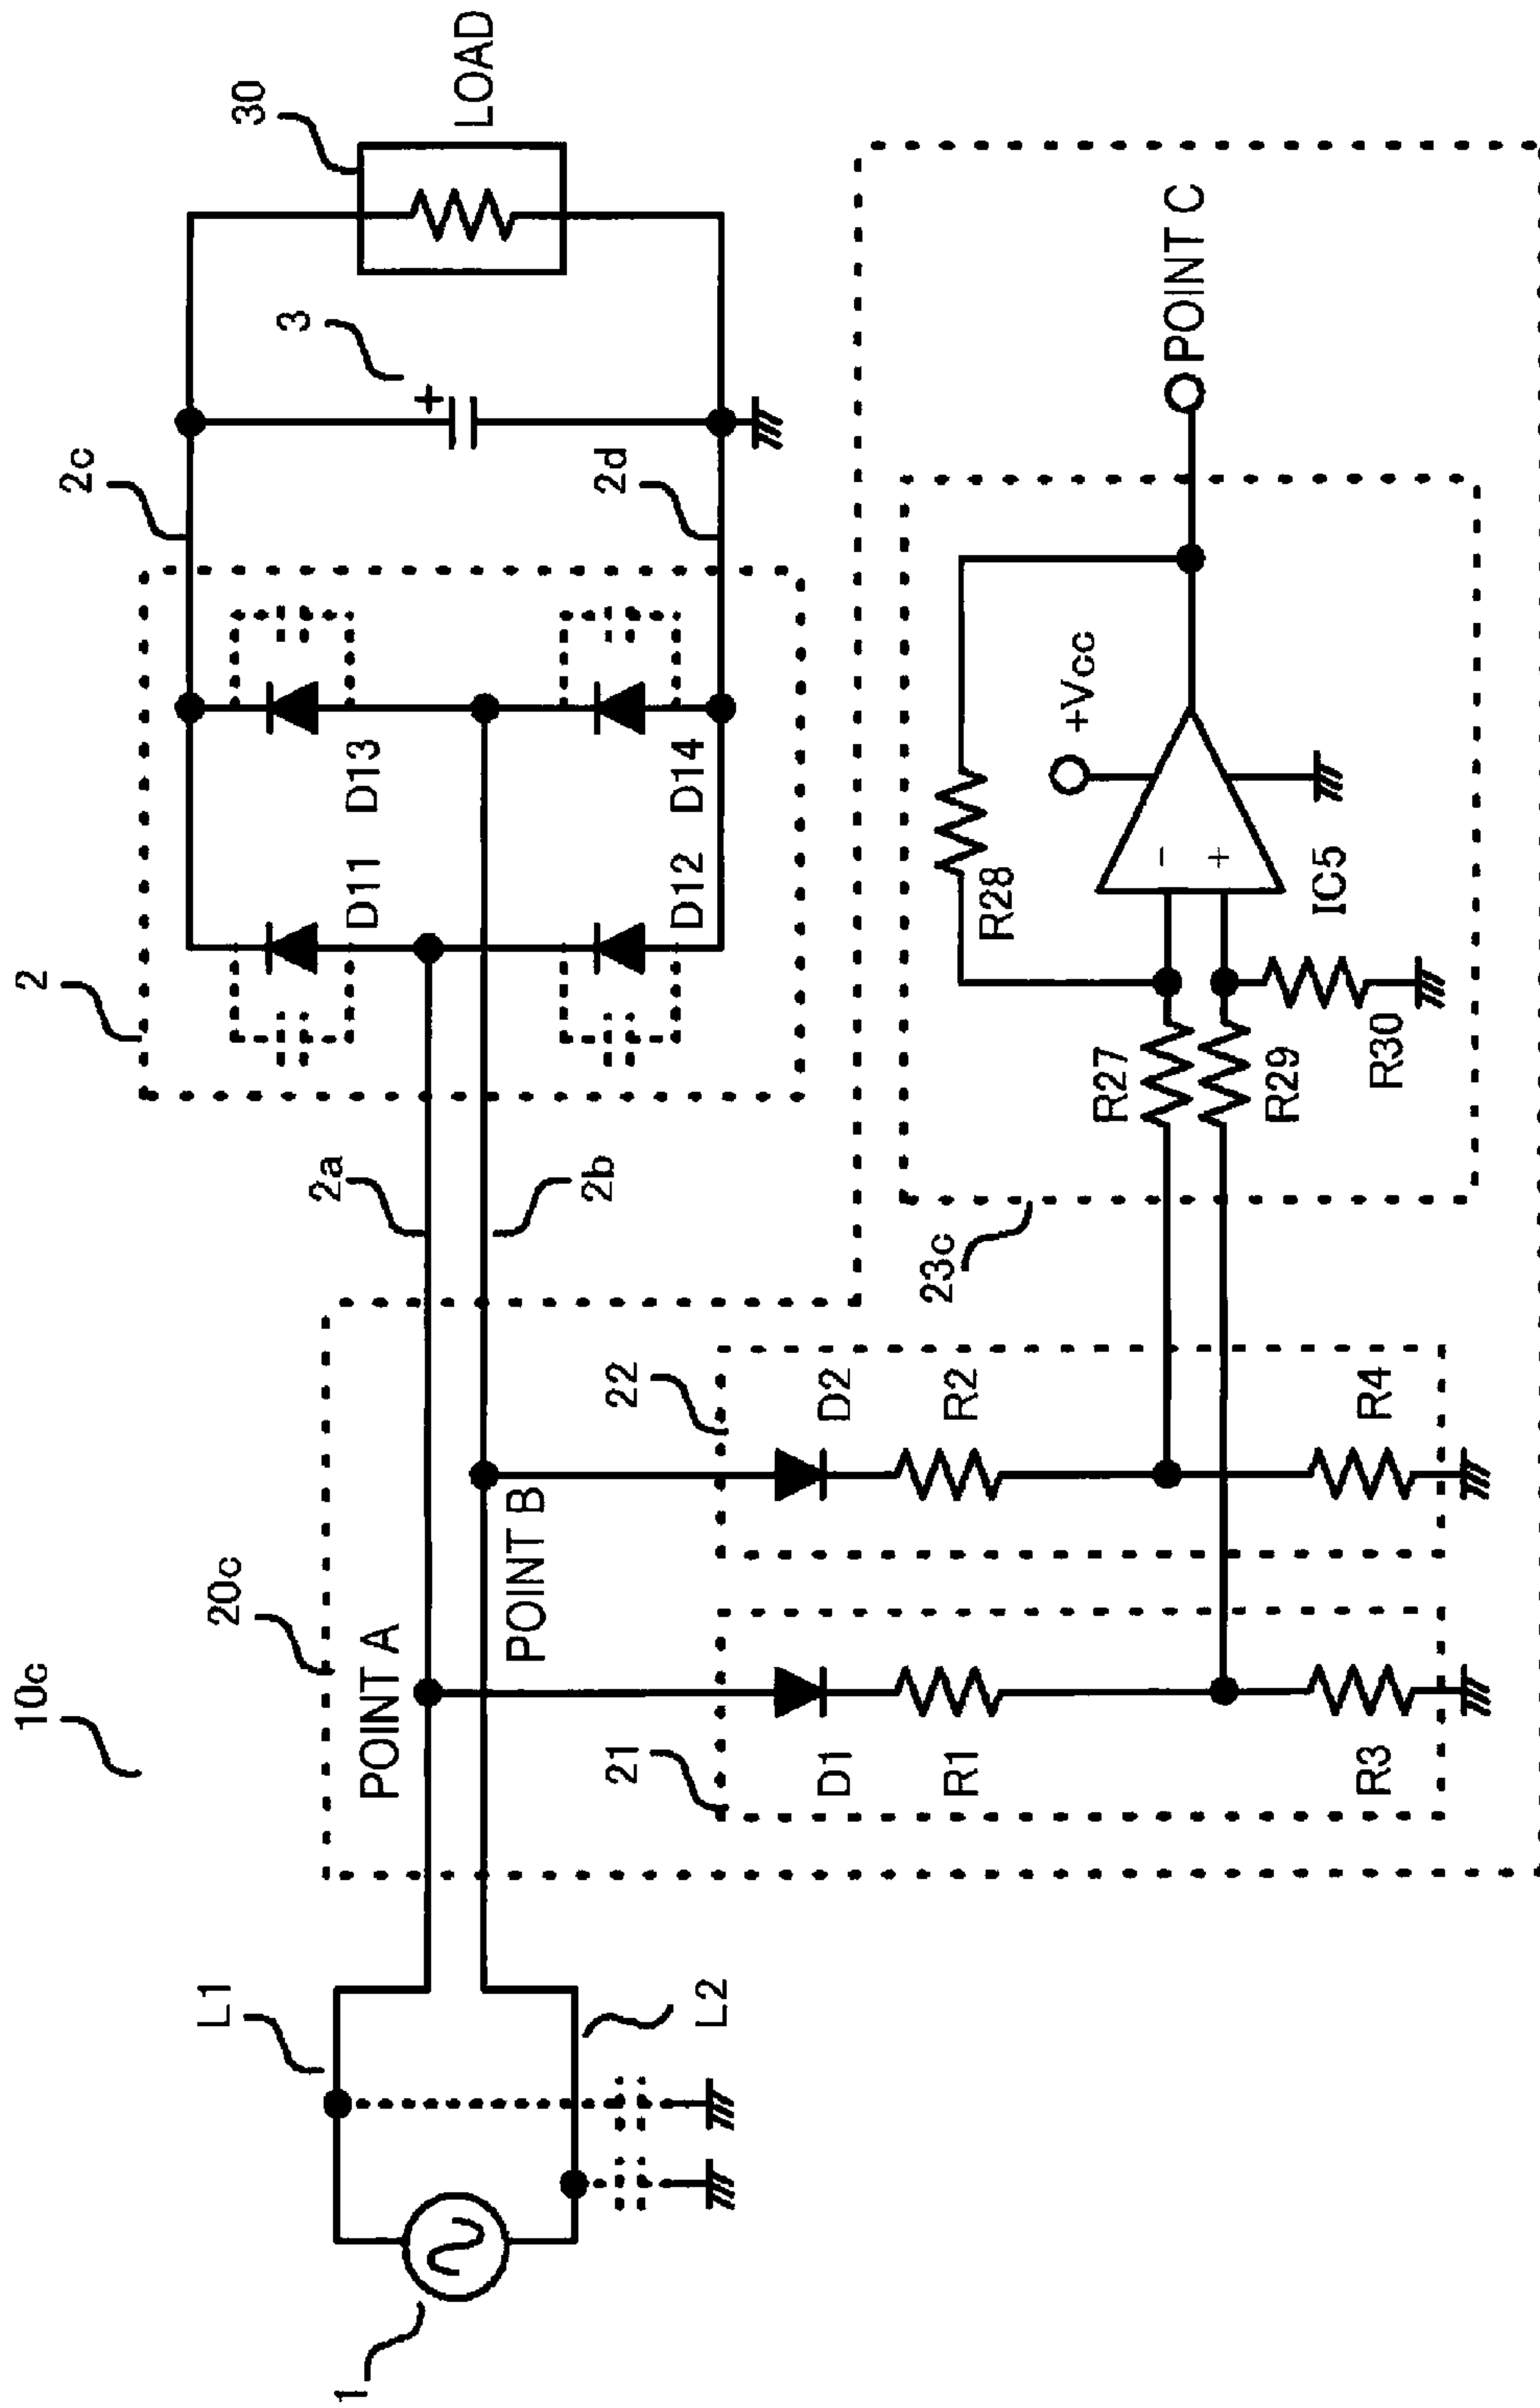 10c
1
L1
L2
20c
POINT A
POINT B
2a
2b
2
D11
D13
D12
D14
2c
2d
3
+
30
LOAD
21
D1
R1
R3
22
D2
R2
R4
23c
R27
R29
R28
R30
-
+
IC5
+Vcc
POINT C